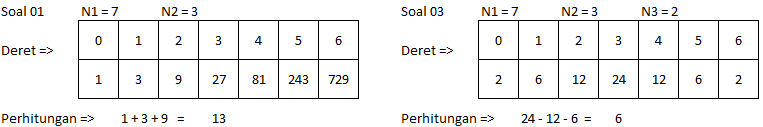 Soal 01 N1 = 7 N2 = 3
Deret =>
0 1 2 3 4 5 6
1 3 9 27 81 243 729
Perhitungan => 1 + 3 + 9 = 13
Soal 03 N1 = 7 N2 = 3 N3 = 2
Deret =>
0 1 2 3 4 5 6
2 6 12 24 12 6 2
Perhitungan => 24 - 12 - 6 = 6